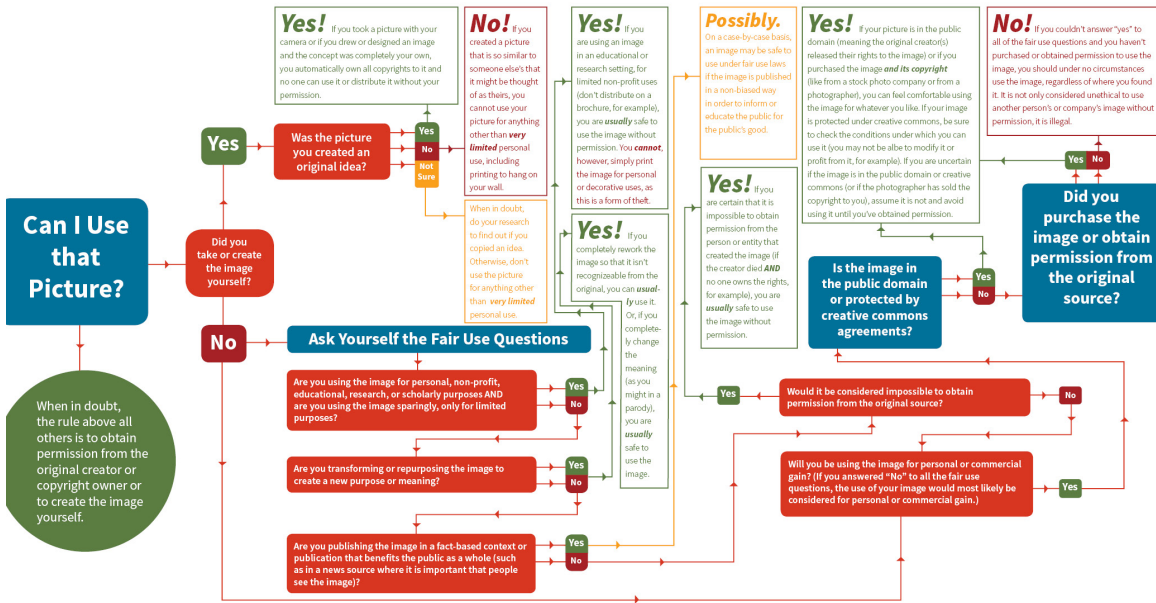 Can I Use
that
Picture?
When in doubt,
the rule above all
others is to obtain
permission from the
original creator or
copyright owner or
to create the image
yourself.
Did you
take or create
the image
yourself?
Yes
No
Was the picture
you created an
original idea?
Yes
No
Not
Sure
Yes! If you took a picture with your
camera or if you drew or designed an image
and the concept was completely your own,
you automatically own all copyrights to it and
no one can use it or distribute it without your
permission.
No! If you
created a picture
that is so similar to
someone else's that
it might be thought
of as theirs, you
cannot use your
picture for anything
other than very
limited personal
use, including
printing to hang on
your wall.
When in doubt,
do your research
to find out if you
copied an idea.
Otherwise, don't
use the picture
for anything other
than very limited
personal use.
Ask Yourself the Fair Use Questions
Are you using the image for personal, non-profit,
educational, research, or scholarly purposes AND
are you using the image sparingly, only for limited
purposes?
Yes
No
Are you transforming or repurposing the image to
create a new purpose or meaning?
Yes
No
Are you publishing the image in a fact-based context or
publication that benefits the public as a whole (such
as in a news source where it is important that people
see the image)?
Yes
No
Yes! If you
are using an image
in an educational or
research setting, for
limited non-profit uses
(don't distribute on a
brochure, for example),
you are usually safe to
use the image without
permission. You cannot,
however, simply print
the image for personal
or decorative uses, as
this is a form of theft.
Yes! If you
completely rework the
image so that it isn't
recognizeable from the
original, you can usual-
ly use it.
Or, if you
complete-
ly change
the
meaning
(as you
might in a
parody),
you are
usually
safe to
use the
image.
Possibly.
On a case-by-case basis,
an image may be safe to
use under fair use laws
if the image is published
in a non-biased way
in order to inform or
educate the public for
the public's good.
Yes! If you
are certain that it is
impossible to obtain
permission from the
person or entity that
created the image (if
the creator died AND
no one owns the rights,
for example), you are
usually safe to use
the image without
permission.
Yes
Would it be considered impossible to obtain
permission from the original source?
No
Will you be using the image for personal or commercial
gain? (If you answered "No" to all the fair use
questions, the use of your image would most likely be
considered for personal or commercial gain.)
Yes
Is the image in
the public domain
or protected by
creative commons
agreements?
Yes
No
Yes! If your picture is in the public
domain (meaning the original creator(s)
released their rights to the image) or if you
purchased the image and its copyright
(like from a stock photo company or from a
photographer), you can feel comfortable using
the image for whatever you like. If your image
is protected under creative commons, be sure
to check the conditions under which you can
use it (you may not be albe to modify it or
profit from it, for example). If you are uncertain
if the image is in the public domain or creative
commons (or if the photographer has sold the
copyright to you), assume it is not and avoid
using it until you've obtained permission.
Did you
purchase the
image or obtain
permission from
the original
source?
Yes
No
No! If you couldn't answer "yes" to
all of the fair use questions and you haven't
purchased or obtained permission to use the
image, you should under no circumstances
use the image, regardless of where you found
it. It is not only considered unethical to use
another person's or company's image without
permission, it is illegal.